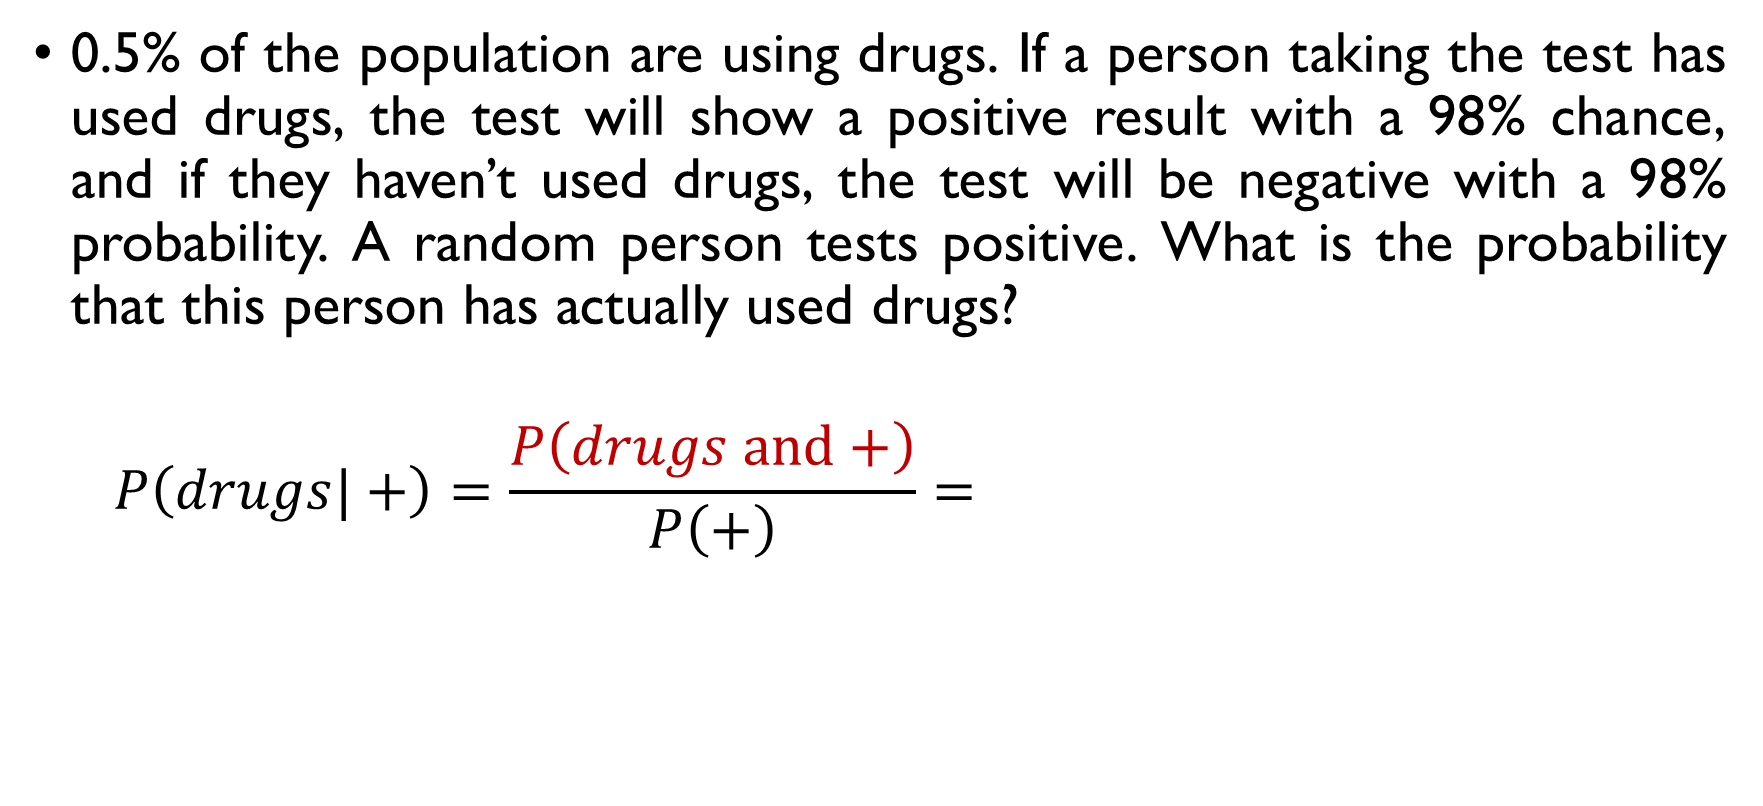 • 0.5% of the population are using drugs. If a person taking the test has
used drugs, the test will show a positive result with a 98% chance,
and if they haven’t used drugs, the test will be negative with a 98%
probability. A random person tests positive. What is the probability
that this person has actually used drugs?
P(drugs| +) = P(drugs and +) / P(+) =